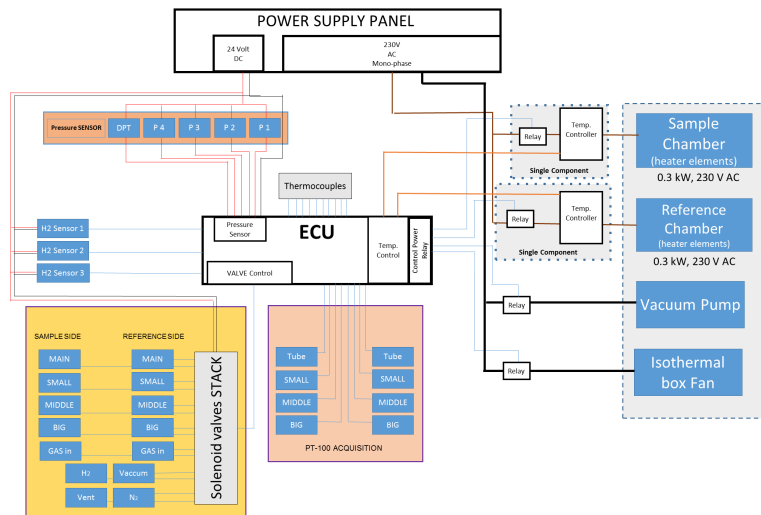 POWER SUPPLY PANEL
24 Volt
DC
230V
AC
Mono-phase
Pressure SENSOR
DPT
P 4
P 3
P 2
P 1
Relay
Temp.
Controller
Single Component
Sample
Chamber
(heater elements)
0.3 kW, 230 V AC
Thermocouples
Relay
Temp.
Controller
Single Component
Reference
Chamber
(heater elements)
0.3 kW, 230 V AC
H2 Sensor 1
H2 Sensor 2
H2 Sensor 3
Pressure
Sensor
ECU
VALVE Control
Temp.
Control
Control Power
Relay
Relay
Vacuum Pump
Relay
Isothermal
box Fan
SAMPLE SIDE
REFERENCE SIDE
MAIN
MAIN
SMALL
SMALL
MIDDLE
MIDDLE
BIG
BIG
GAS in
GAS in
H2
Vaccum
Vent
N2
Solenoid valves STACK
Tube
Tube
SMALL
SMALL
MIDDLE
MIDDLE
BIG
BIG
PT-100 ACQUISITION